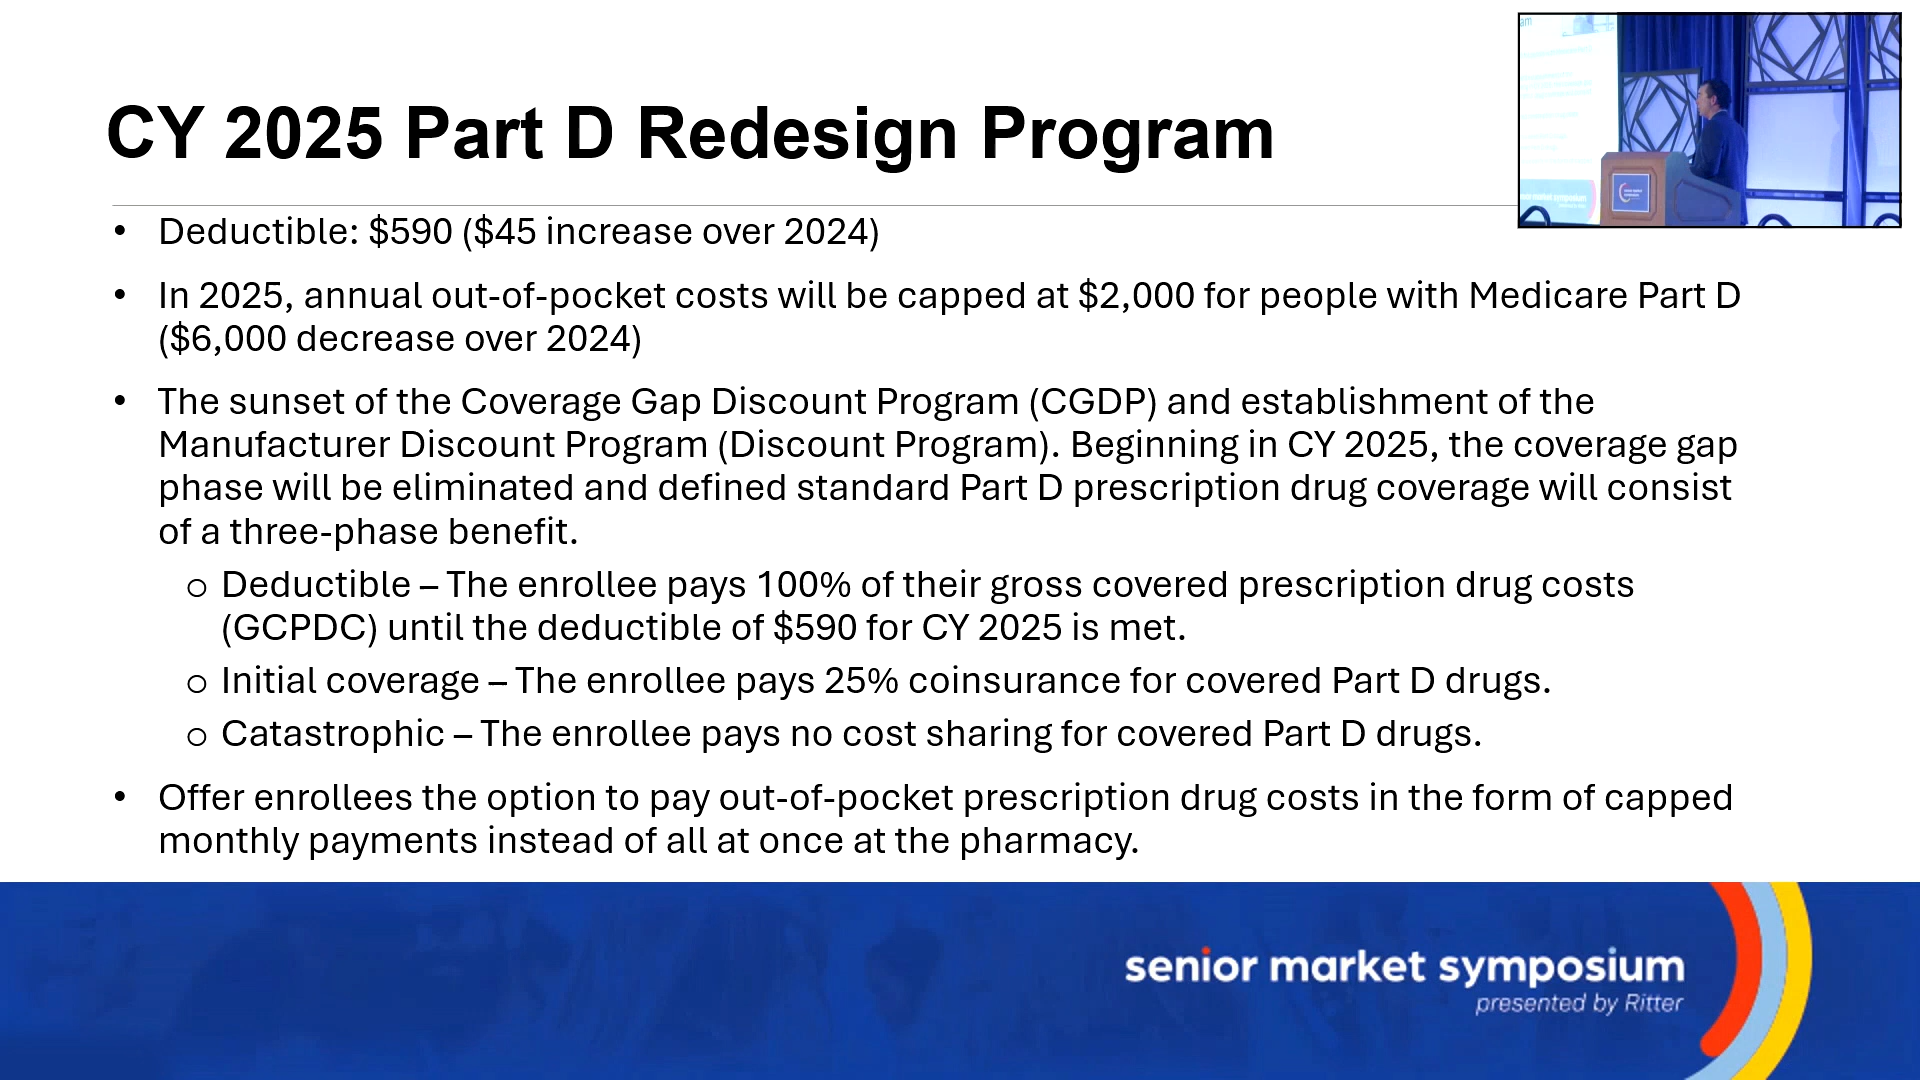 CY 2025 Part D Redesign Program
• Deductible: $590 ($45 increase over 2024)
• In 2025, annual out-of-pocket costs will be capped at $2,000 for people with Medicare Part D
($6,000 decrease over 2024)
• The sunset of the Coverage Gap Discount Program (CGDP) and establishment of the
Manufacturer Discount Program (Discount Program). Beginning in CY 2025, the coverage gap
phase will be eliminated and defined standard Part D prescription drug coverage will consist
of a three-phase benefit.
o Deductible – The enrollee pays 100% of their gross covered prescription drug costs
(GCPDC) until the deductible of $590 for CY 2025 is met.
o Initial coverage – The enrollee pays 25% coinsurance for covered Part D drugs.
o Catastrophic – The enrollee pays no cost sharing for covered Part D drugs.
• Offer enrollees the option to pay out-of-pocket prescription drug costs in the form of capped
monthly payments instead of all at once at the pharmacy.
senior market symposium
presented by Ritter